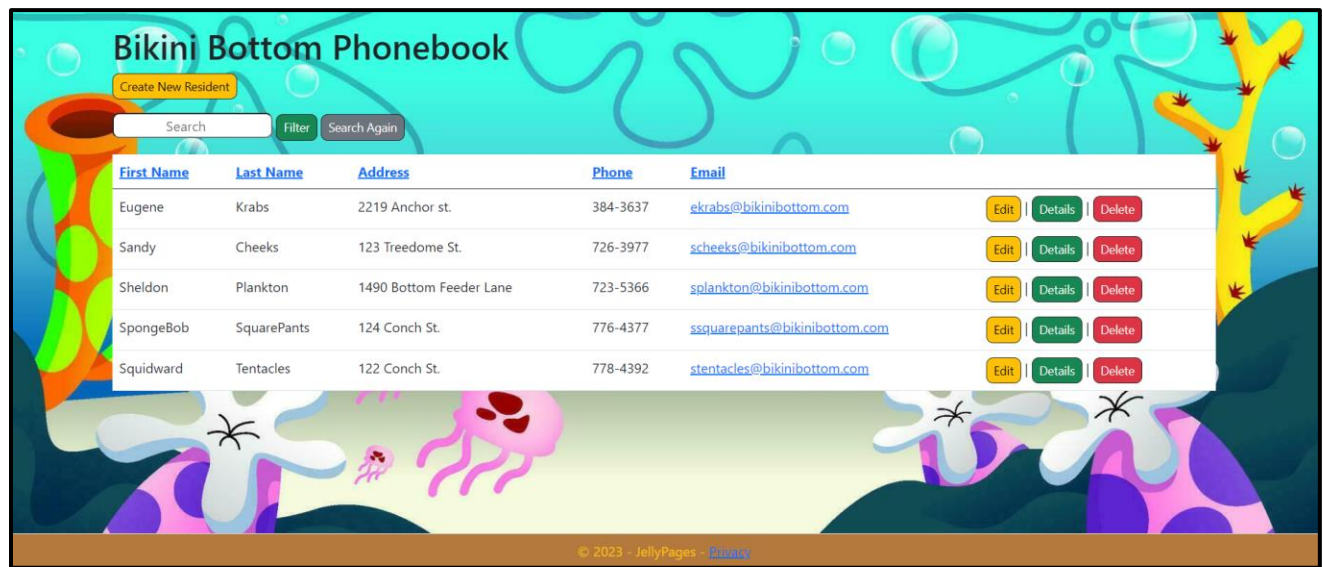 Bikini Bottom Phonebook
Create New Resident
Search Filter Search Again
First Name Last Name Address Phone Email
Eugene Krabs 2219 Anchor st. 384-3637 ekrabs@bikinibottom.com Edit | Details | Delete
Sandy Cheeks 123 Treedome St. 726-3977 scheeks@bikinibottom.com Edit | Details | Delete
Sheldon Plankton 1490 Bottom Feeder Lane 723-5366 splankton@bikinibottom.com Edit | Details | Delete
SpongeBob SquarePants 124 Conch St. 776-4377 ssquarepants@bikinibottom.com Edit | Details | Delete
Squidward Tentacles 122 Conch St. 778-4392 stentacles@bikinibottom.com Edit | Details | Delete
© 2023 - JellyPages - Privacy